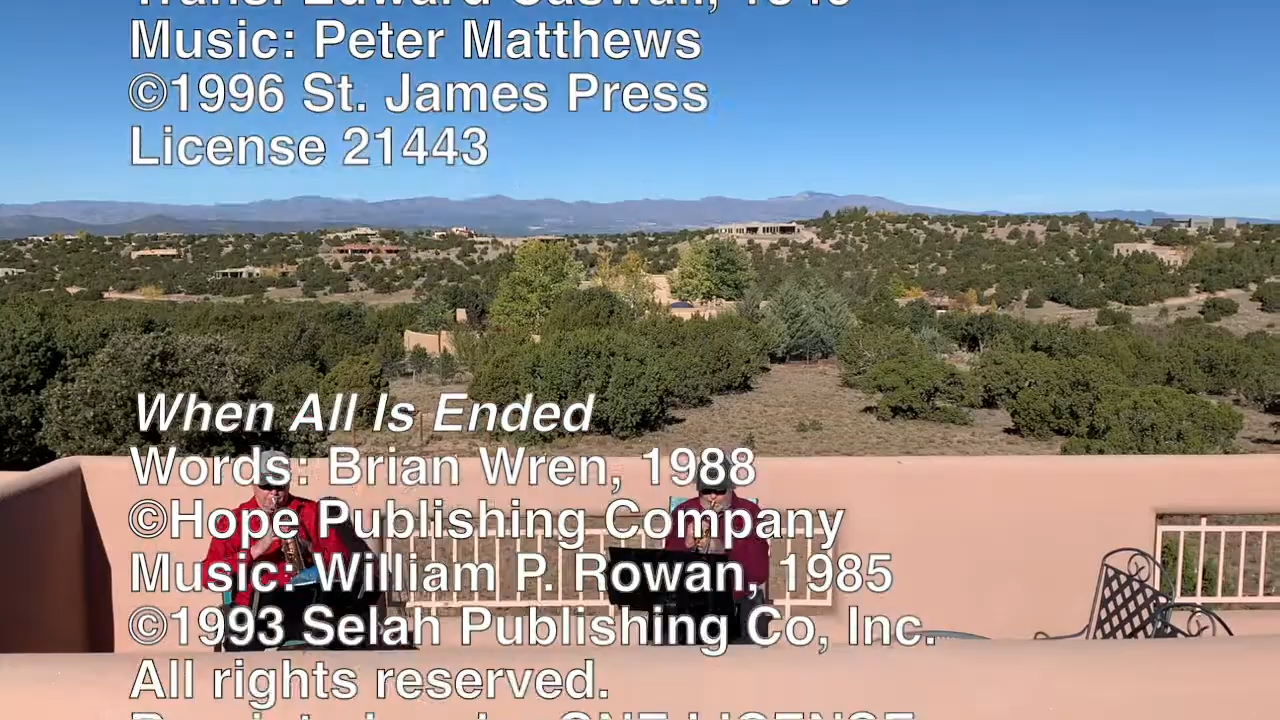 Music: Peter Matthews
©1996 St. James Press
License 21443
When All Is Ended
Words: Brian Wren, 1988
©Hope Publishing Company
Music: William P. Rowan, 1985
©1993 Selah Publishing Co, Inc.
All rights reserved.